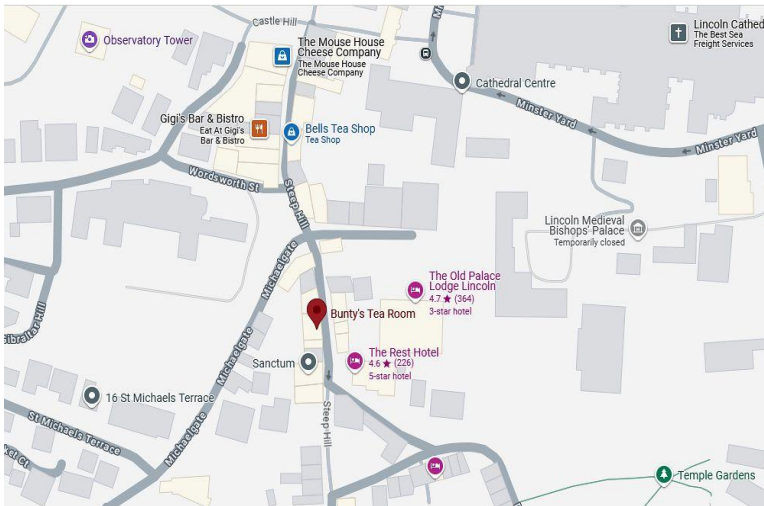 Castle Hill
Observatory Tower
The Mouse House
Cheese Company
The Mouse House
Cheese Company
M
Lincoln Cathed
The Best Sea
Freight Services
Cathedral Centre
Minster Yard
Minster Yard
Gigi's Bar & Bistro
Eat At Gigi's
Bar & Bistro
Bells Tea Shop
Tea Shop
Wordsworth St
Steep Hill
Lincoln Medieval
Bishops' Palace
Temporarily closed
Michaelgate
The Old Palace
Lodge Lincoln
4.7 ★ (364)
3-star hotel
Gibraltar Hill
Bunty's Tea Room
Michaelgate
Sanctum
The Rest Hotel
4.6 ★ (226)
5-star hotel
16 St Michaels Terrace
St Michaels Terrace
Steep Hill
Michaelgate
ket Ct
Temple Gardens